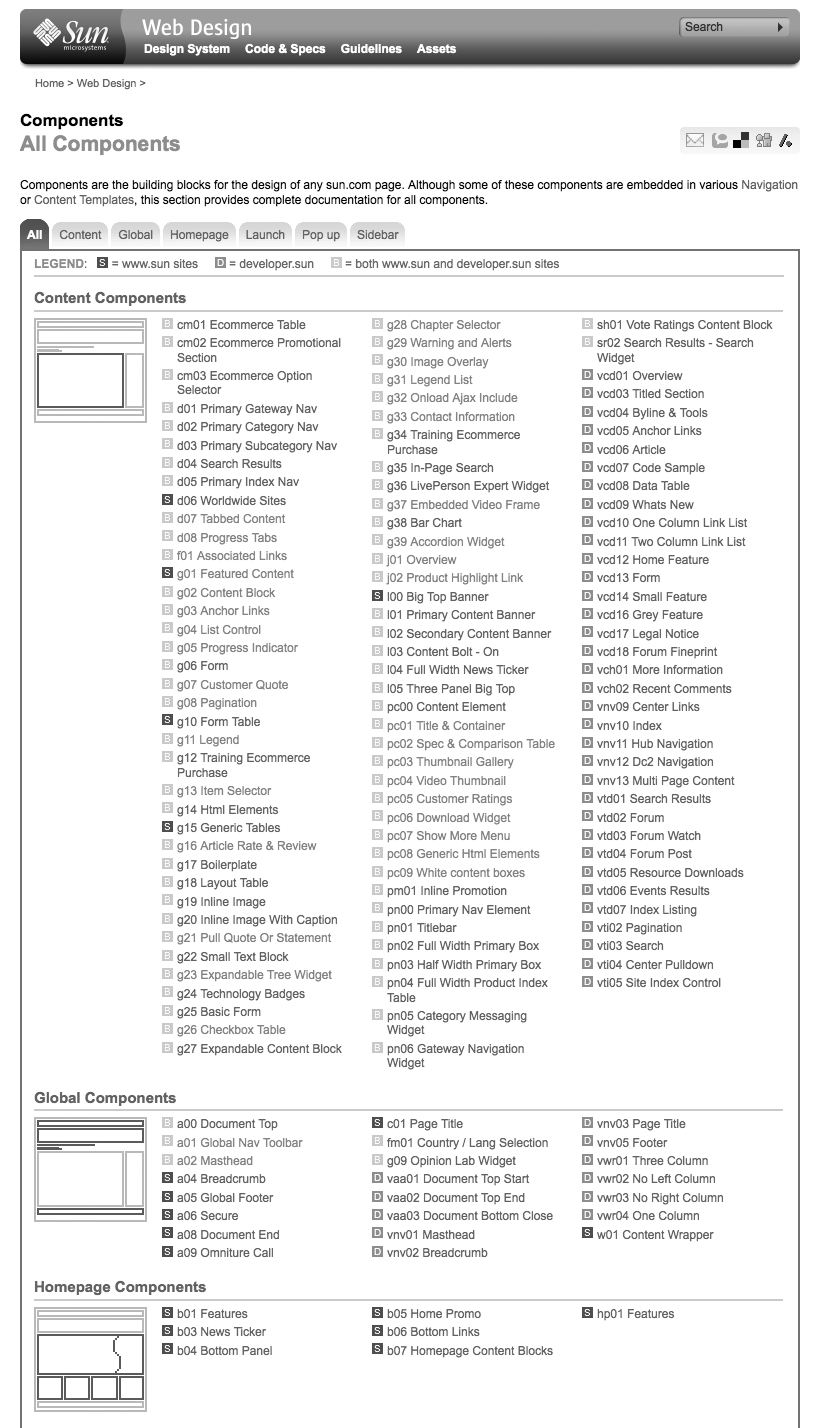 Sun
microsystems
Web Design
Design System Code & Specs Guidelines Assets
Search
Home > Web Design >
Components
All Components
Components are the building blocks for the design of any sun.com page. Although some of these components are embedded in various Navigation
or Content Templates, this section provides complete documentation for all components.
All Content Global Homepage Launch Pop up Sidebar
LEGEND: S = www.sun sites D = developer.sun B = both www.sun and developer.sun sites
Content Components
B cm01 Ecommerce Table
B cm02 Ecommerce Promotional
Section
B cm03 Ecommerce Option
Selector
B d01 Primary Gateway Nav
B d02 Primary Category Nav
B d03 Primary Subcategory Nav
B d04 Search Results
B d05 Primary Index Nav
S d06 Worldwide Sites
B d07 Tabbed Content
B d08 Progress Tabs
B f01 Associated Links
S g01 Featured Content
B g02 Content Block
B g03 Anchor Links
B g04 List Control
B g05 Progress Indicator
B g06 Form
B g07 Customer Quote
B g08 Pagination
S g10 Form Table
B g11 Legend
B g12 Training Ecommerce
Purchase
B g13 Item Selector
B g14 Html Elements
S g15 Generic Tables
B g16 Article Rate & Review
B g17 Boilerplate
B g18 Layout Table
B g19 Inline Image
B g20 Inline Image With Caption
B g21 Pull Quote Or Statement
B g22 Small Text Block
B g23 Expandable Tree Widget
B g24 Technology Badges
B g25 Basic Form
B g26 Checkbox Table
B g27 Expandable Content Block
B g28 Chapter Selector
B g29 Warning and Alerts
B g30 Image Overlay
B g31 Legend List
B g32 Onload Ajax Include
B g33 Contact Information
B g34 Training Ecommerce
Purchase
B g35 In-Page Search
B g36 LivePerson Expert Widget
B g37 Embedded Video Frame
B g38 Bar Chart
B g39 Accordion Widget
B j01 Overview
B j02 Product Highlight Link
S l00 Big Top Banner
B l01 Primary Content Banner
B l02 Secondary Content Banner
B l03 Content Bolt - On
B l04 Full Width News Ticker
B l05 Three Panel Big Top
B pc00 Content Element
B pc01 Title & Container
B pc02 Spec & Comparison Table
B pc03 Thumbnail Gallery
B pc04 Video Thumbnail
B pc05 Customer Ratings
B pc06 Download Widget
B pc07 Show More Menu
B pc08 Generic Html Elements
B pc09 White content boxes
B pm01 Inline Promotion
B pn00 Primary Nav Element
B pn01 Titlebar
B pn02 Full Width Primary Box
B pn03 Half Width Primary Box
B pn04 Full Width Product Index
Table
B pn05 Category Messaging
Widget
B pn06 Gateway Navigation
Widget
B sh01 Vote Ratings Content Block
B sr02 Search Results - Search
Widget
D vcd01 Overview
D vcd03 Titled Section
D vcd04 Byline & Tools
D vcd05 Anchor Links
D vcd06 Article
D vcd07 Code Sample
D vcd08 Data Table
D vcd09 Whats New
D vcd10 One Column Link List
D vcd11 Two Column Link List
D vcd12 Home Feature
D vcd13 Form
D vcd14 Small Feature
D vcd16 Grey Feature
D vcd17 Legal Notice
D vcd18 Forum Fineprint
D vch01 More Information
D vch02 Recent Comments
D vnv09 Center Links
D vnv10 Index
D vnv11 Hub Navigation
D vnv12 Dc2 Navigation
D vnv13 Multi Page Content
D vtd01 Search Results
D vtd02 Forum
D vtd03 Forum Watch
D vtd04 Forum Post
D vtd05 Resource Downloads
D vtd06 Events Results
D vtd07 Index Listing
D vti02 Pagination
D vti03 Search
D vti04 Center Pulldown
D vti05 Site Index Control
Global Components
B a00 Document Top
B a01 Global Nav Toolbar
B a02 Masthead
S a04 Breadcrumb
S a05 Global Footer
S a06 Secure
S a08 Document End
S a09 Omniture Call
S c01 Page Title
B fm01 Country / Lang Selection
B g09 Opinion Lab Widget
D vaa01 Document Top Start
D vaa02 Document Top End
D vaa03 Document Bottom Close
D vnv01 Masthead
D vnv02 Breadcrumb
D vnv03 Page Title
D vnv05 Footer
D vwr01 Three Column
D vwr02 No Left Column
D vwr03 No Right Column
D vwr04 One Column
S w01 Content Wrapper
Homepage Components
S b01 Features
S b03 News Ticker
S b04 Bottom Panel
S b05 Home Promo
S b06 Bottom Links
S b07 Homepage Content Blocks
S hp01 Features